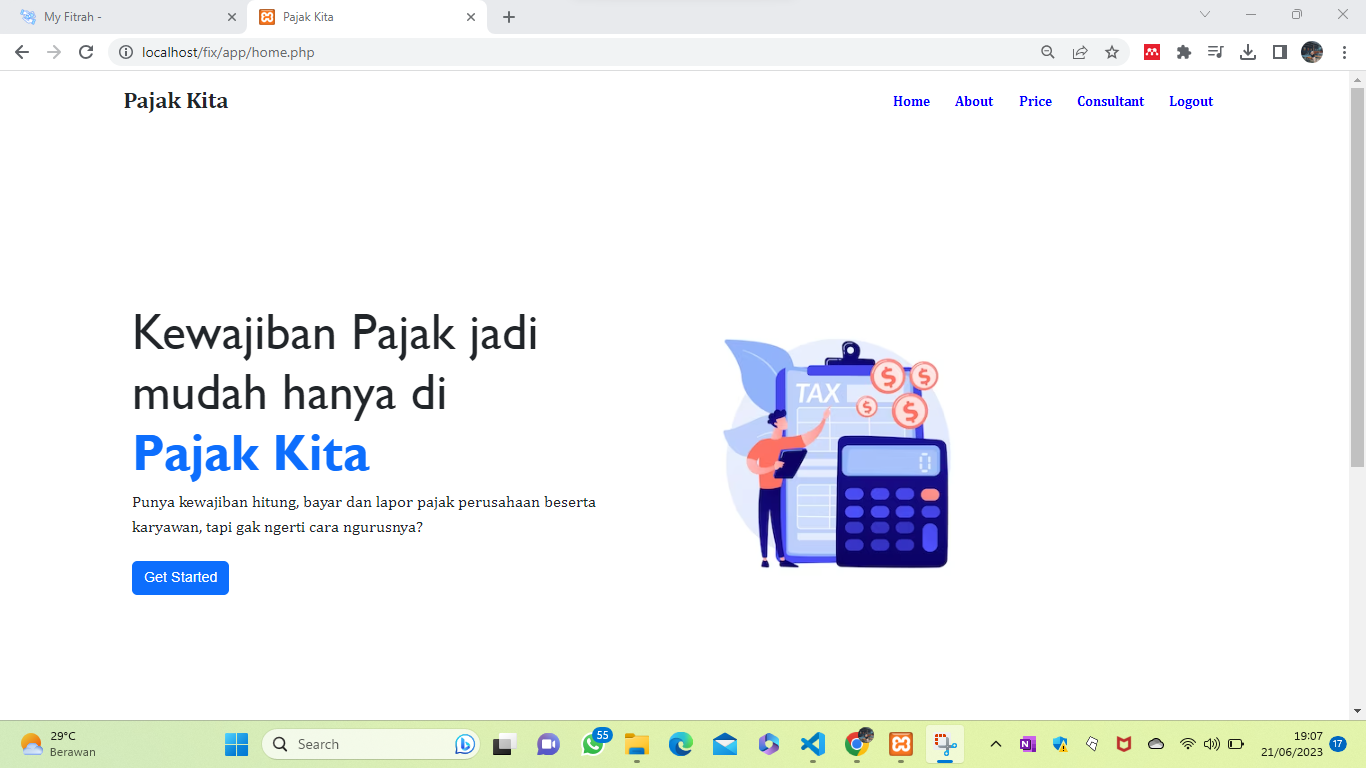 My Fitrah -
Pajak Kita
localhost/fix/app/home.php
Pajak Kita
Home About Price Consultant Logout
Kewajiban Pajak jadi
mudah hanya di
Pajak Kita
Punya kewajiban hitung, bayar dan lapor pajak perusahaan beserta
karyawan, tapi gak ngerti cara ngurusnya?
Get Started
TAX
$ $
$ $
0
29°C
Berawan
Search
55
N
19:07
21/06/2023
17